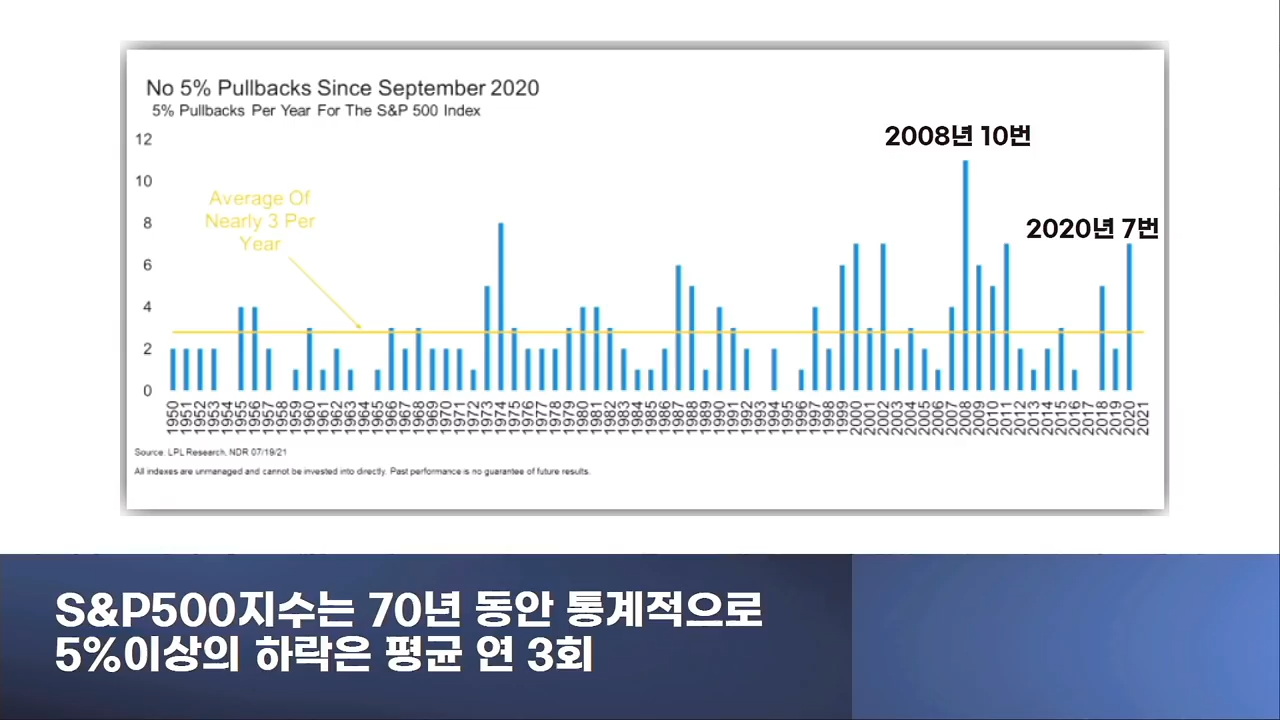 No 5% Pullbacks Since September 2020
5% Pullbacks Per Year For The S&P 500 Index
12
2008년 10번
10
Average Of
Nearly 3 Per
Year
8
2020년 7번
6
4
2
0
1950 1951 1952 1953 1954 1955 1956 1957 1958 1959 1960 1961 1962 1963 1964 1965 1966 1967 1968 1969 1970 1971 1972 1973 1974 1975 1976 1977 1978 1979 1980 1981 1982 1983 1984 1985 1986 1987 1988 1989 1990 1991 1992 1993 1994 1995 1996 1997 1998 1999 2000 2001 2002 2003 2004 2005 2006 2007 2008 2009 2010 2011 2012 2013 2014 2015 2016 2017 2018 2019 2020 2021
Source: LPL Research, NDR 07/19/21
All indexes are unmanaged and cannot be invested into directly. Past performance is no guarantee of future results.
S&P500지수는 70년 동안 통계적으로
5%이상의 하락은 평균 연 3회